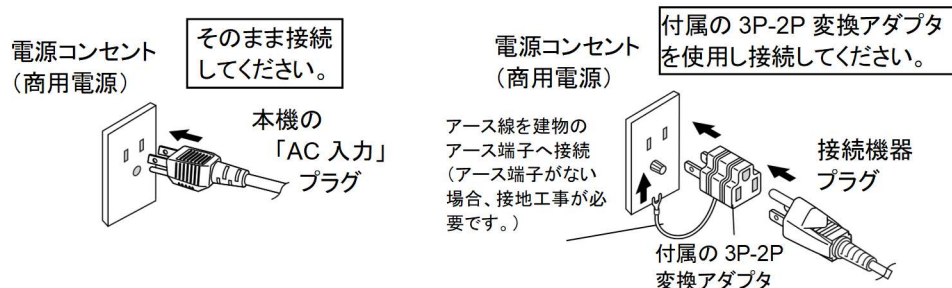 電源コンセント
（商用電源）
そのまま接続
してください。
本機の
「AC 入力」
プラグ
電源コンセント
（商用電源）
付属の 3P-2P 変換アダプタ
を使用し接続してください。
アース線を建物の
アース端子へ接続
（アース端子がない
場合、接地工事が必
要です。）
接続機器
プラグ
付属の 3P-2P
変換アダプタ